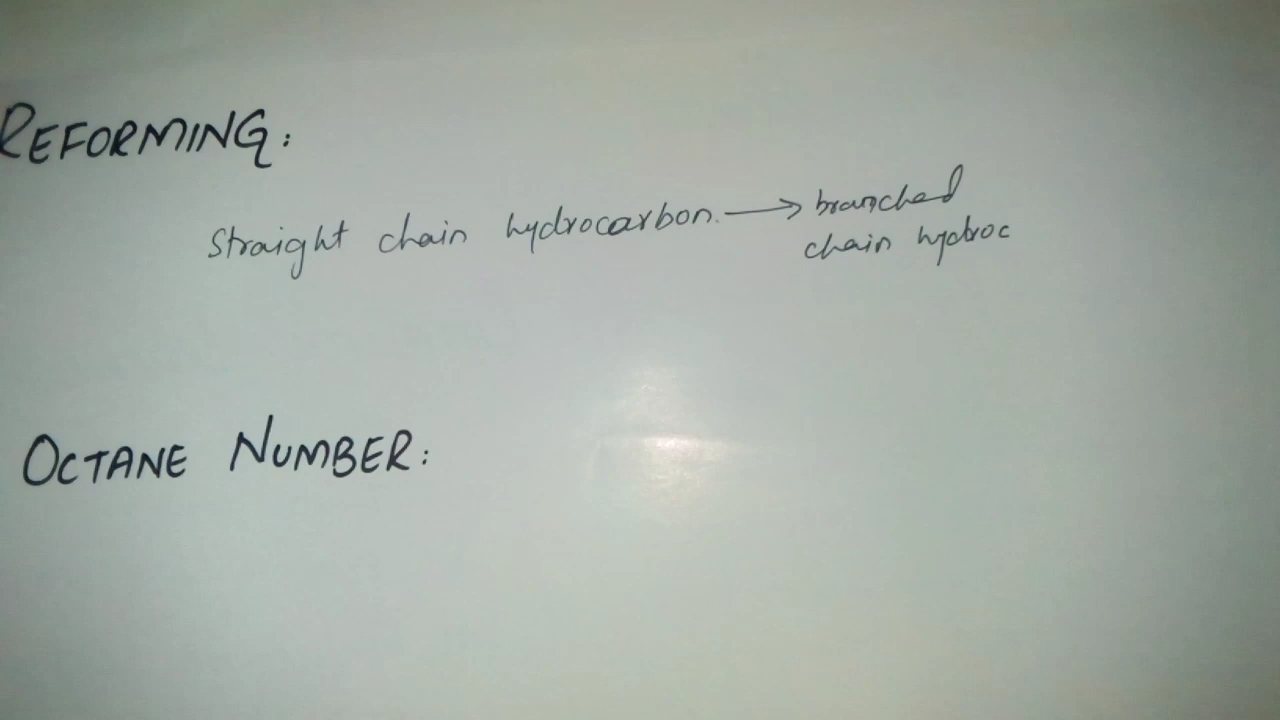 REFORMING:
Straight chain hydrocarbon. → branched
chain hydroc
OCTANE NUMBER: